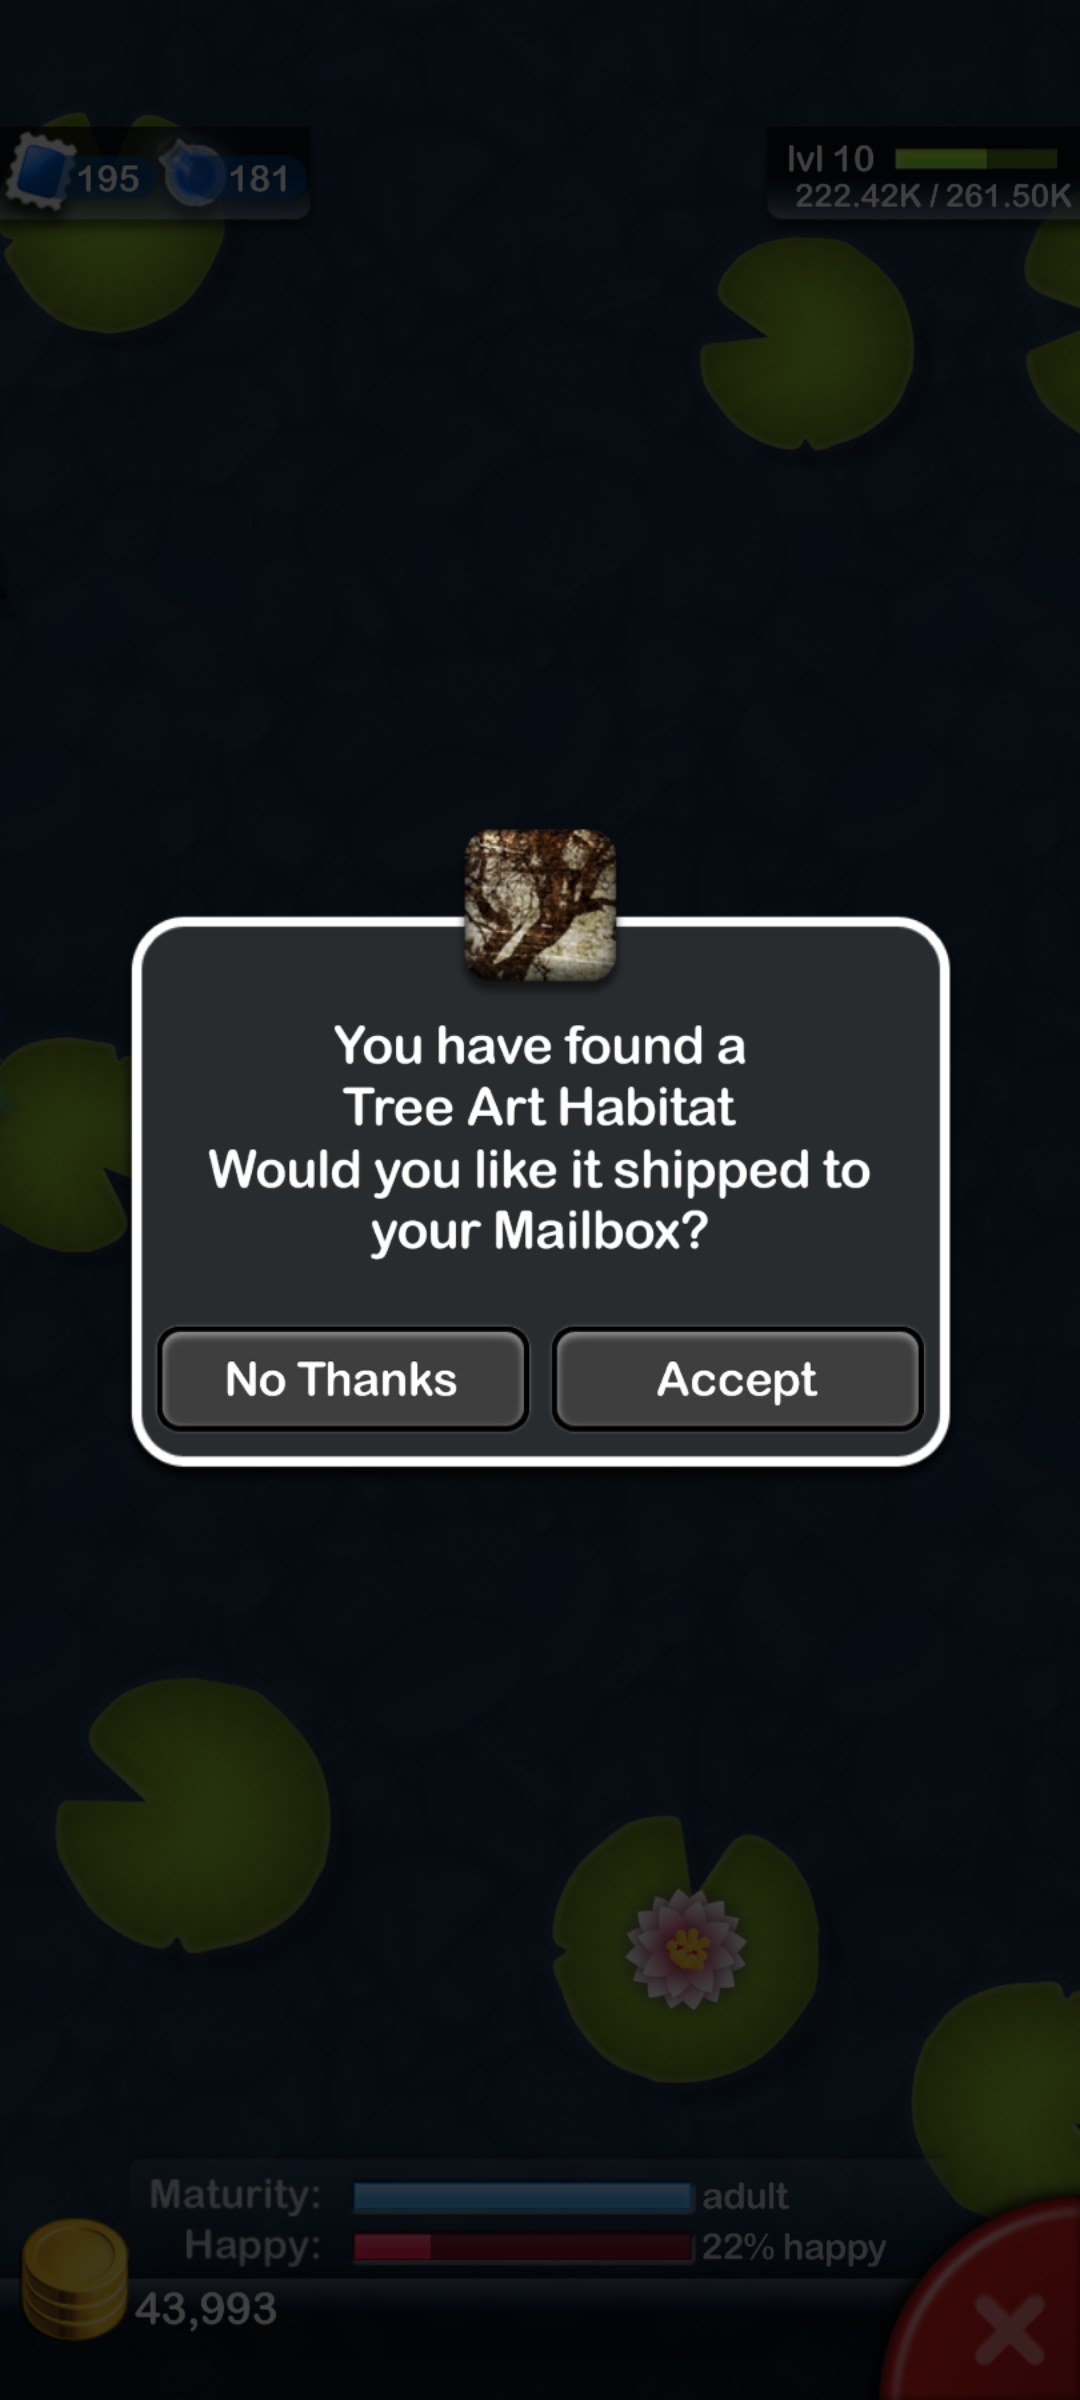 195 181
lvl 10
222.42K / 261.50K
You have found a
Tree Art Habitat
Would you like it shipped to
your Mailbox?
No Thanks Accept
Maturity: adult
Happy: 22% happy
43,993